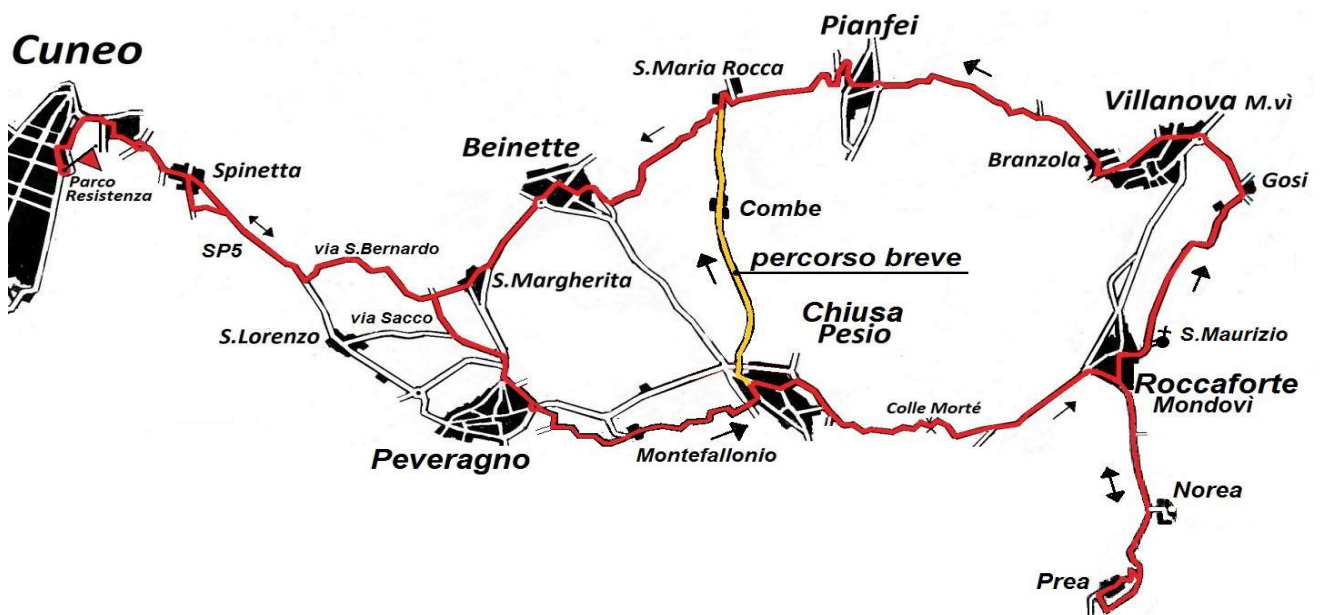 Cuneo
Pianfei
S.Maria Rocca
Villanova M.vì
Beinette
Branzola
Spinetta
Gosi
Parco
Resistenza
Combe
SP5
via S.Bernardo
percorso breve
S.Margherita
Chiusa
Pesio
via Sacco
S.Lorenzo
S.Maurizio
Roccaforte
Mondovì
Colle Morté
Peveragno
Montefallonio
Norea
Prea